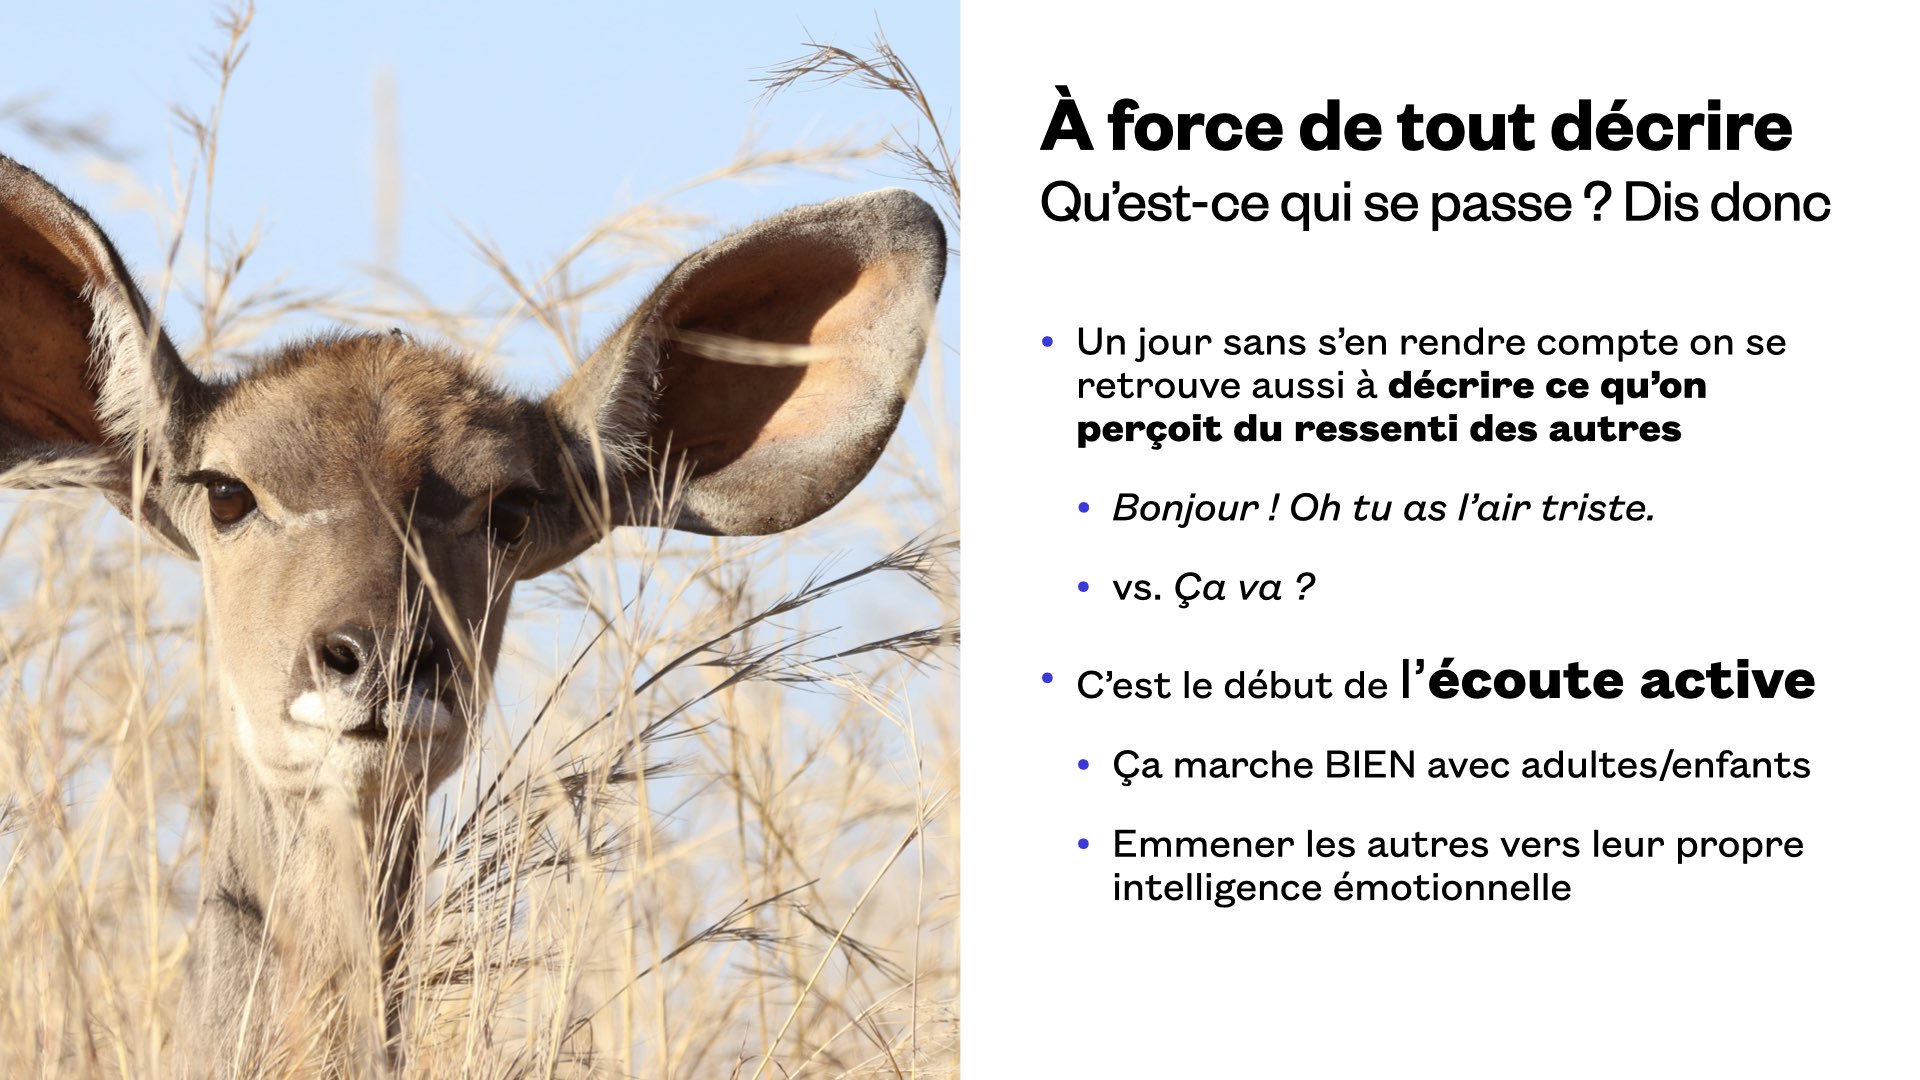 À force de tout décrire
Qu’est-ce qui se passe ? Dis donc
• Un jour sans s’en rendre compte on se
retrouve aussi à décrire ce qu’on
perçoit du ressenti des autres
• Bonjour ! Oh tu as l’air triste.
• vs. Ça va ?
• C’est le début de l’écoute active
• Ça marche BIEN avec adultes/enfants
• Emmener les autres vers leur propre
intelligence émotionnelle